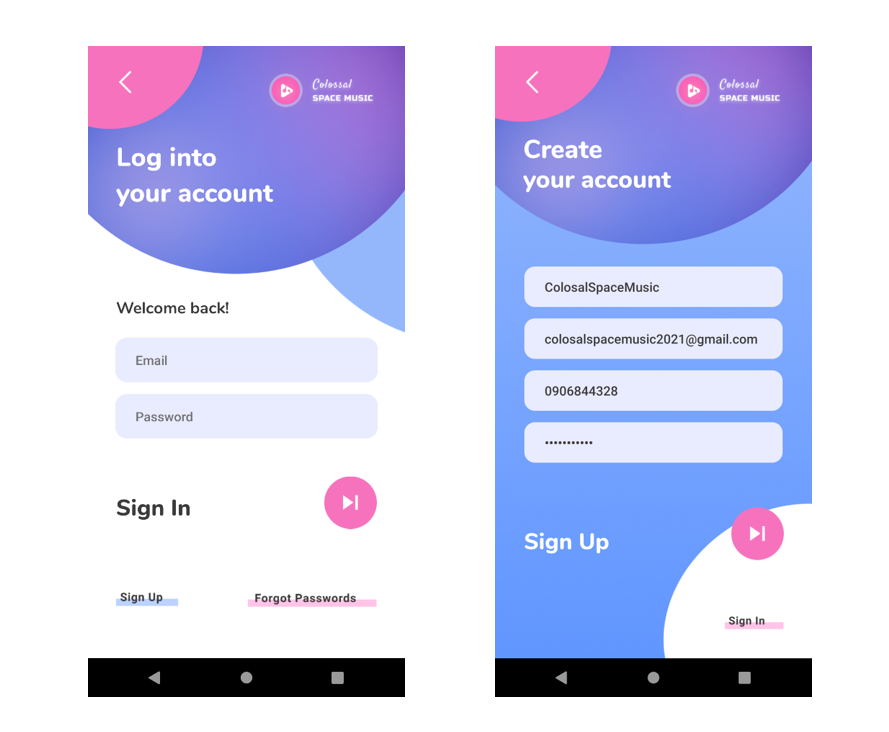 Colossal
SPACE MUSIC
Log into
your account
Welcome back!
Email
Password
Sign In
Sign Up
Forgot Passwords
Colossal
SPACE MUSIC
Create
your account
ColosalSpaceMusic
colosalspacemusic2021@gmail.com
0906844328
•••••••••••
Sign Up
Sign In